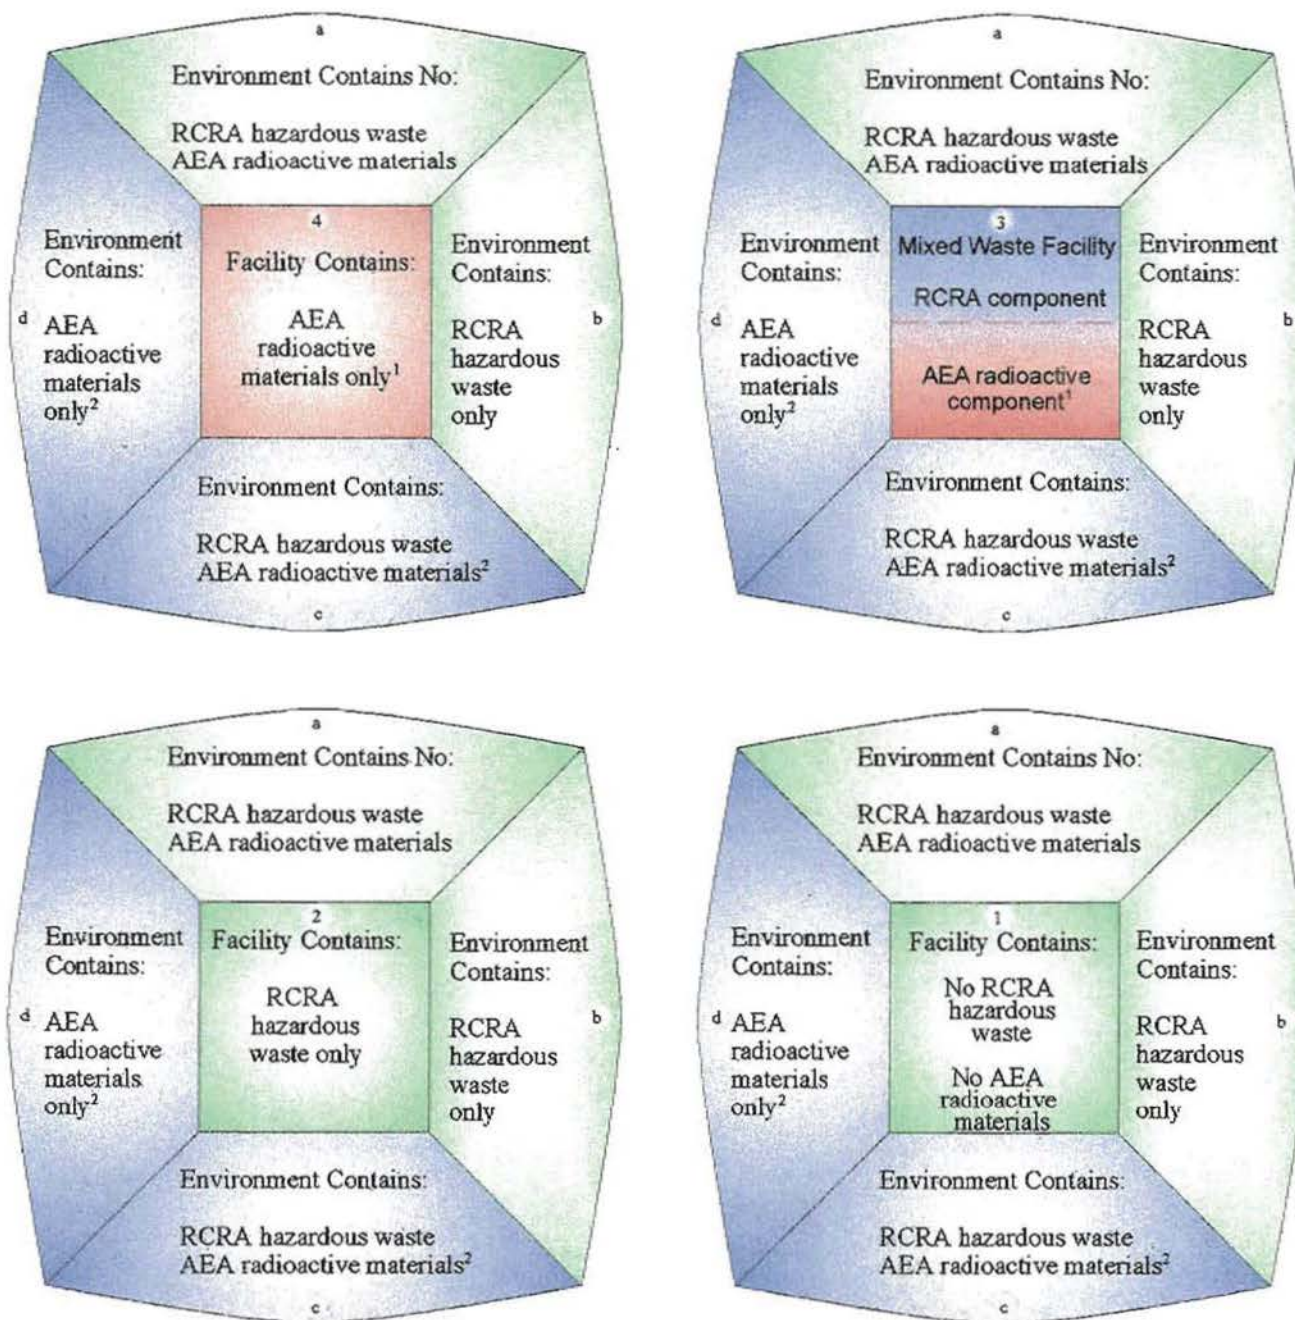 a
Environment Contains No:
RCRA hazardous waste
AEA radioactive materials
Environment
Contains:
d
AEA
radioactive
materials
only²
4
Facility Contains:
AEA
radioactive
materials only¹
Environment
Contains:
b
RCRA
hazardous
waste
only
Environment Contains:
RCRA hazardous waste
AEA radioactive materials²
c
a
Environment Contains No:
RCRA hazardous waste
AEA radioactive materials
Environment
Contains:
d
AEA
radioactive
materials
only²
3
Mixed Waste Facility
RCRA component
AEA radioactive
component¹
Environment
Contains:
b
RCRA
hazardous
waste
only
Environment Contains:
RCRA hazardous waste
AEA radioactive materials²
c
a
Environment Contains No:
RCRA hazardous waste
AEA radioactive materials
Environment
Contains:
d
AEA
radioactive
materials
only²
2
Facility Contains:
RCRA
hazardous
waste only
Environment
Contains:
b
RCRA
hazardous
waste
only
Environment Contains:
RCRA hazardous waste
AEA radioactive materials²
c
a
Environment Contains No:
RCRA hazardous waste
AEA radioactive materials
Environment
Contains:
d
AEA
radioactive
materials
only²
1
Facility Contains:
No RCRA
hazardous
waste
No AEA
radioactive
materials
Environment
Contains:
b
RCRA
hazardous
waste
only
Environment Contains:
RCRA hazardous waste
AEA radioactive materials²
c